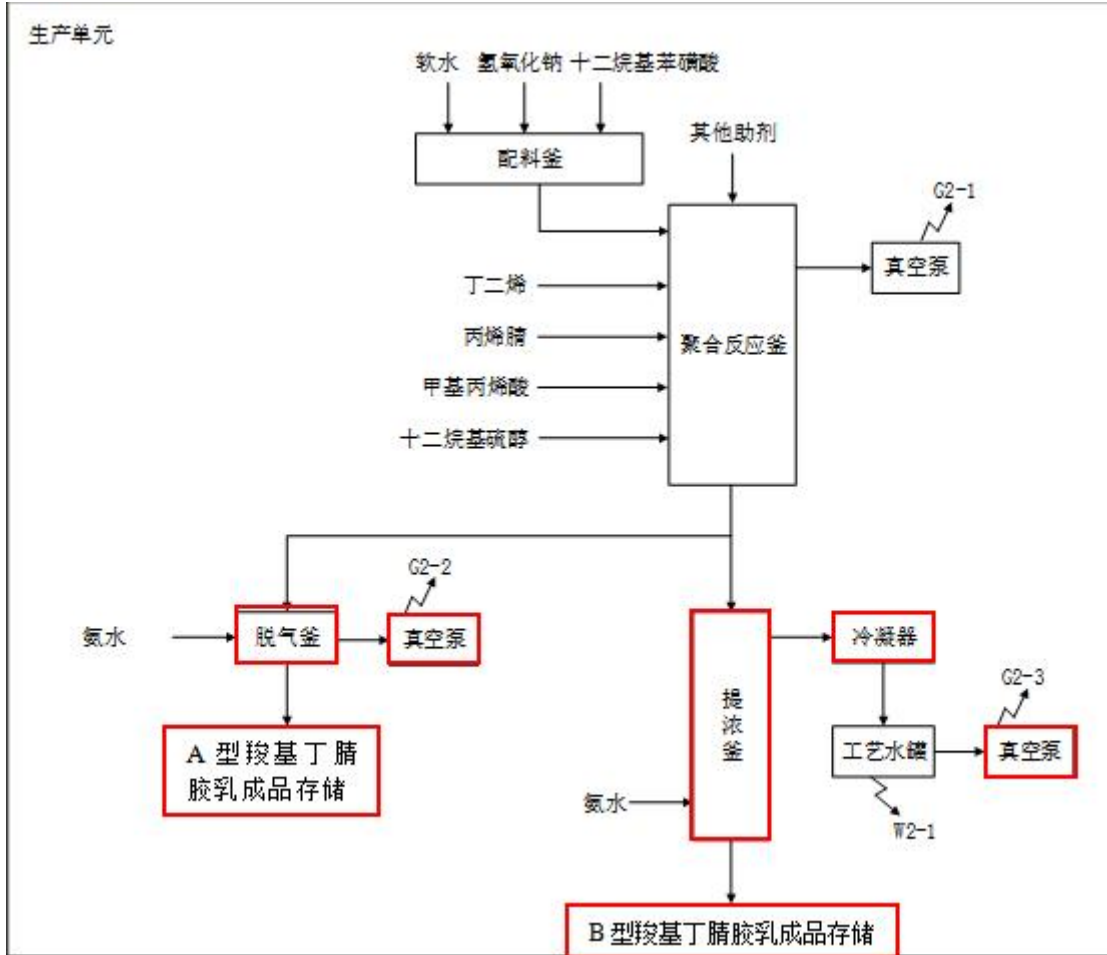 生产单元
软水 氢氧化钠 十二烷基苯磺酸
配料釜
其他助剂
G2-1
真空泵
丁二烯
丙烯腈
聚合反应釜
甲基丙烯酸
十二烷基硫醇
G2-2
氨水
脱气釜
真空泵
冷凝器
G2-3
提浓釜
工艺水罐
真空泵
A型羧基丁腈
胶乳成品存储
氨水
W2-1
B型羧基丁腈胶乳成品存储